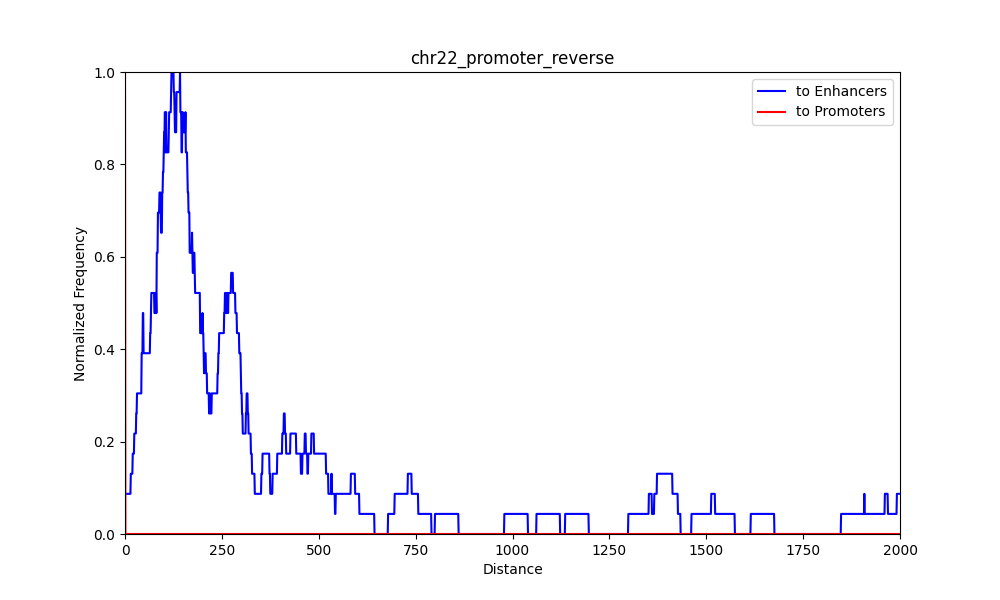 chr22_promoter_reverse
to Enhancers
to Promoters
Normalized Frequency
1.0
0.8
0.6
0.4
0.2
0.0
0 250 500 750 1000 1250 1500 1750 2000
Distance